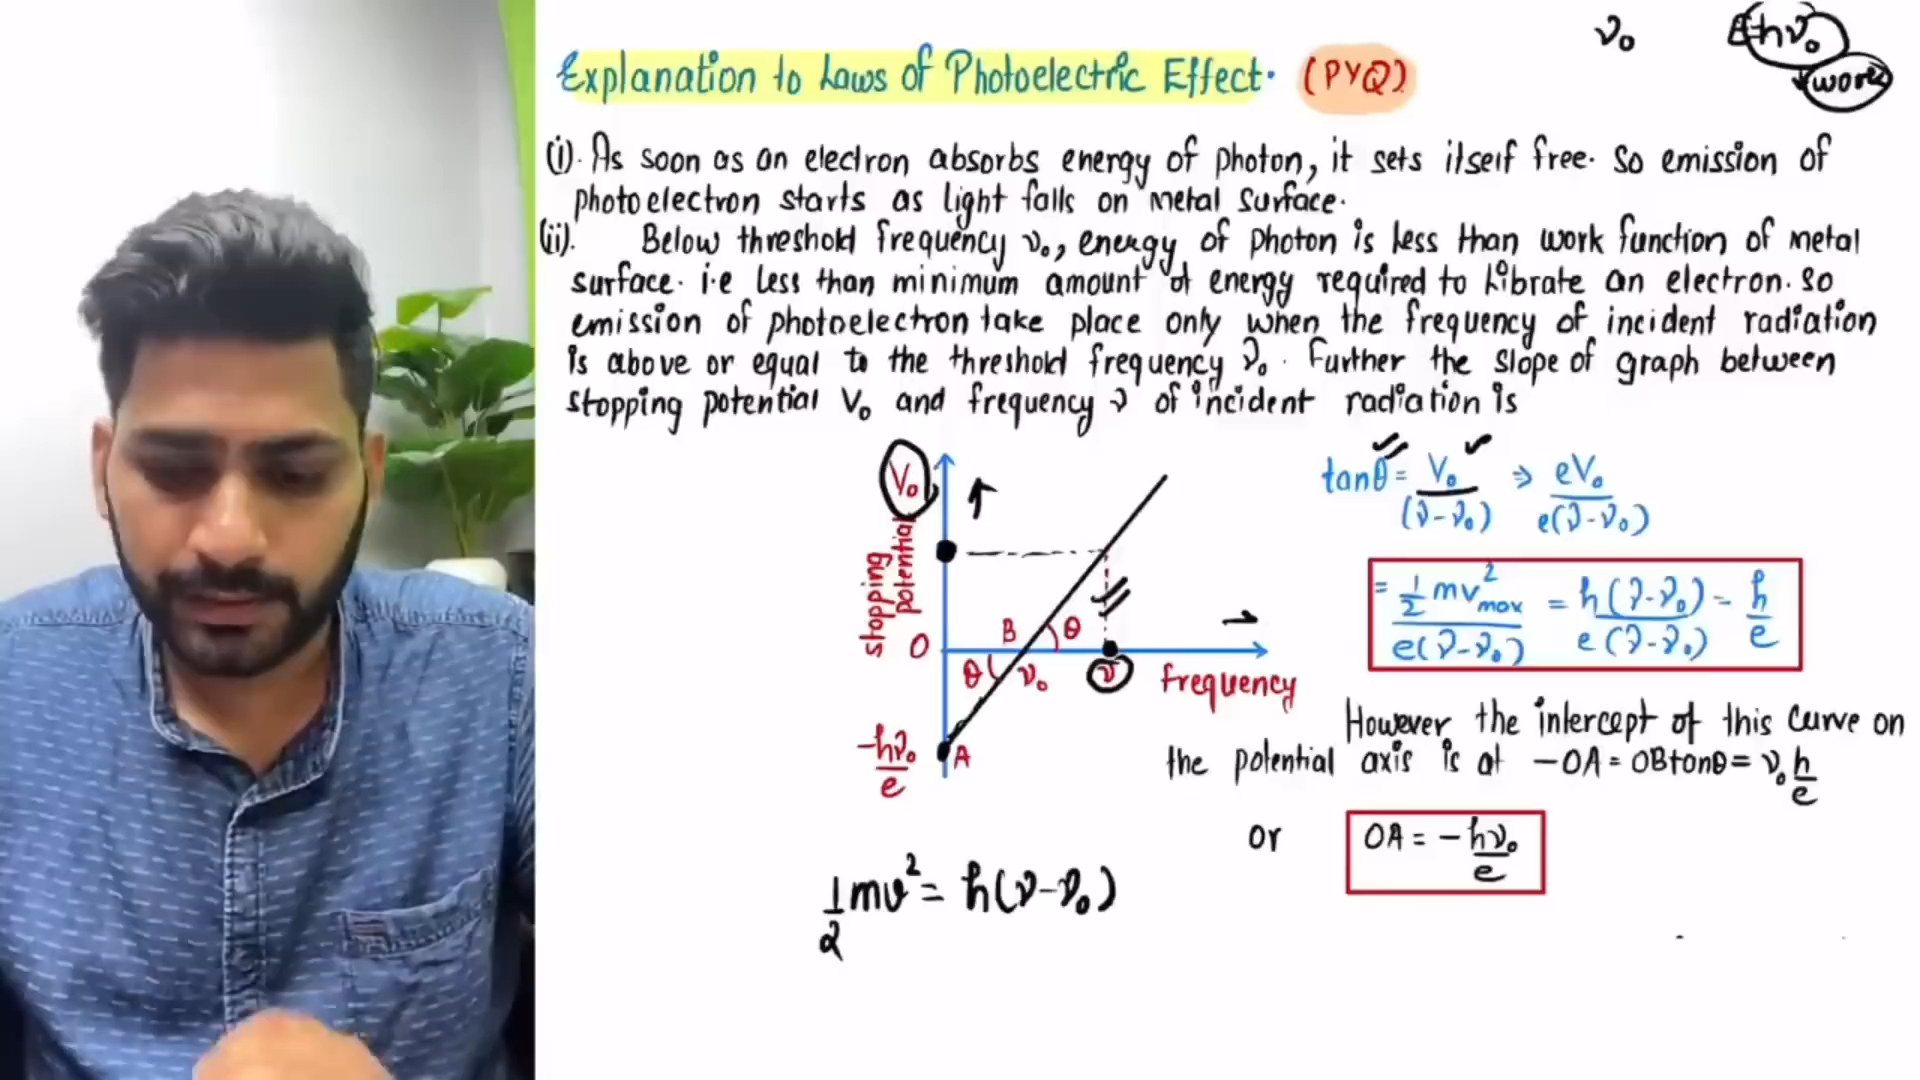 ν₀ Ehν₀
work
Explanation to Laws of Photoelectric Effect. (PYQ)
(i). As soon as an electron absorbs energy of photon, it sets itself free. So emission of
photoelectron starts as light falls on metal surface.
(ii). Below threshold frequency ν₀, energy of photon is less than work function of metal
surface. i.e less than minimum amount of energy required to librate an electron. so
emission of photoelectron take place only when the frequency of incident radiation
is above or equal to the threshold frequency ν₀. Further the slope of graph between
stopping potential V₀ and frequency ν of incident radiation is
V₀
stopping potential
0
B
θ
θ
ν₀
ν
frequency
-hν₀/e
A
tanθ = V₀/(ν-ν₀) ⇒ eV₀/e(ν-ν₀)
= ½mv²max/e(ν-ν₀) = h(ν-ν₀)/e(ν-ν₀) = h/e
However the intercept of this curve on
the potential axis is at -OA = OBtanθ = ν₀h/e
or OA = -hν₀/e
½mv² = h(ν-ν₀)